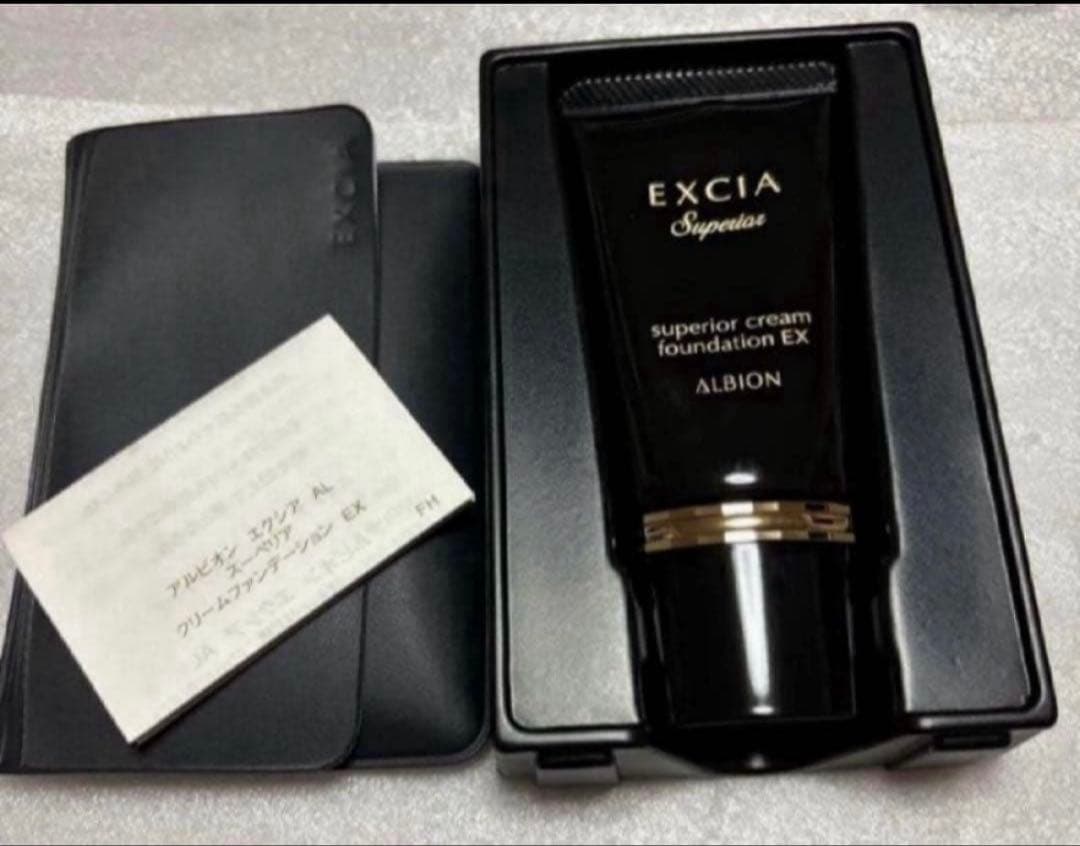 EXCIA
EXCIA
Superior
superior cream
foundation EX
ALBION
アルビオン エクシア AL
スーペリア
クリームファンデーション EX
FH